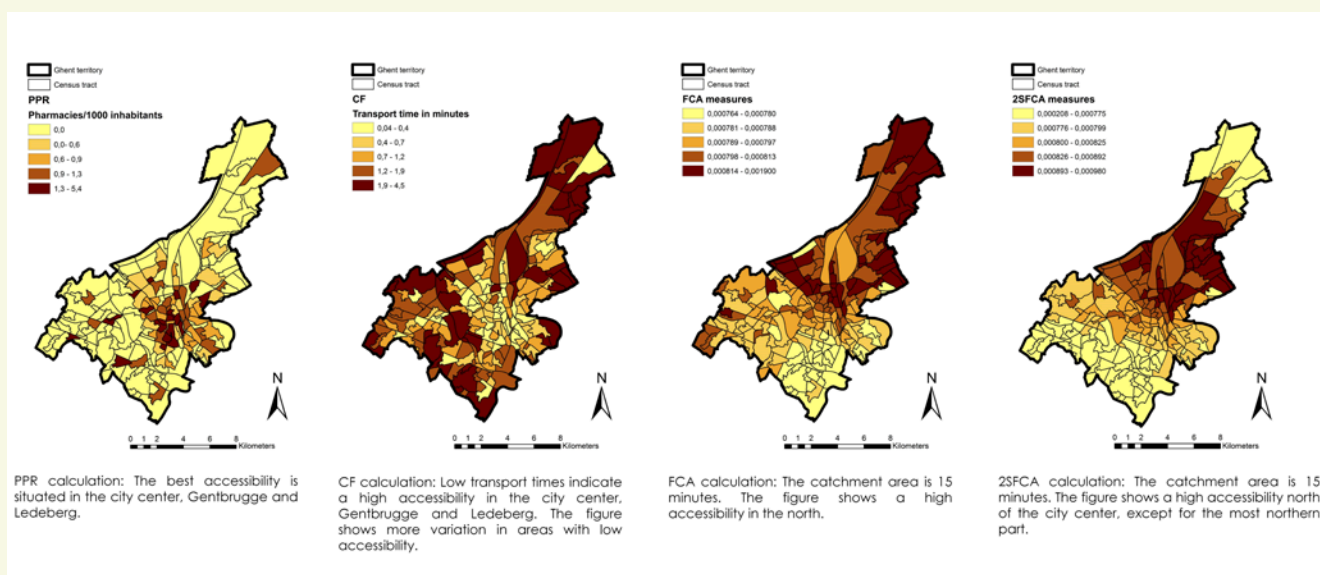 Ghent territory
Census tract
PPR
Pharmacies/1000 inhabitants
0,0
0,0- 0,6
0,6 - 0,9
0,9 - 1,3
1,3 - 5,4
N
0 1 2 4 6 8
Kilometers
PPR calculation: The best accessibility is
situated in the city center, Gentbrugge and
Ledeberg.
Ghent territory
Census tract
CF
Transport time in minutes
0,04 - 0,4
0,4 - 0,7
0,7 - 1,2
1,2 - 1,9
1,9 - 4,5
N
0 1 2 4 6 8
Kilometers
CF calculation: Low transport times indicate
a high accessibility in the city center,
Gentbrugge and Ledeberg. The figure
shows more variation in areas with low
accessibility.
Ghent territory
Census tract
FCA measures
0,000764 - 0,000780
0,000781 - 0,000788
0,000789 - 0,000797
0,000798 - 0,000813
0,000814 - 0,001900
N
0 1 2 4 6 8
Kilometers
FCA calculation: The catchment area is 15
minutes. The figure shows a high
accessibility in the north.
Ghent territory
Census tract
2SFCA measures
0,000208 - 0,000775
0,000776 - 0,000799
0,000800 - 0,000825
0,000826 - 0,000892
0,000893 - 0,000980
N
0 1 2 4 6 8
Kilometers
2SFCA calculation: The catchment area is 15
minutes. The figure shows a high accessibility north
of the city center, except for the most northern
part.